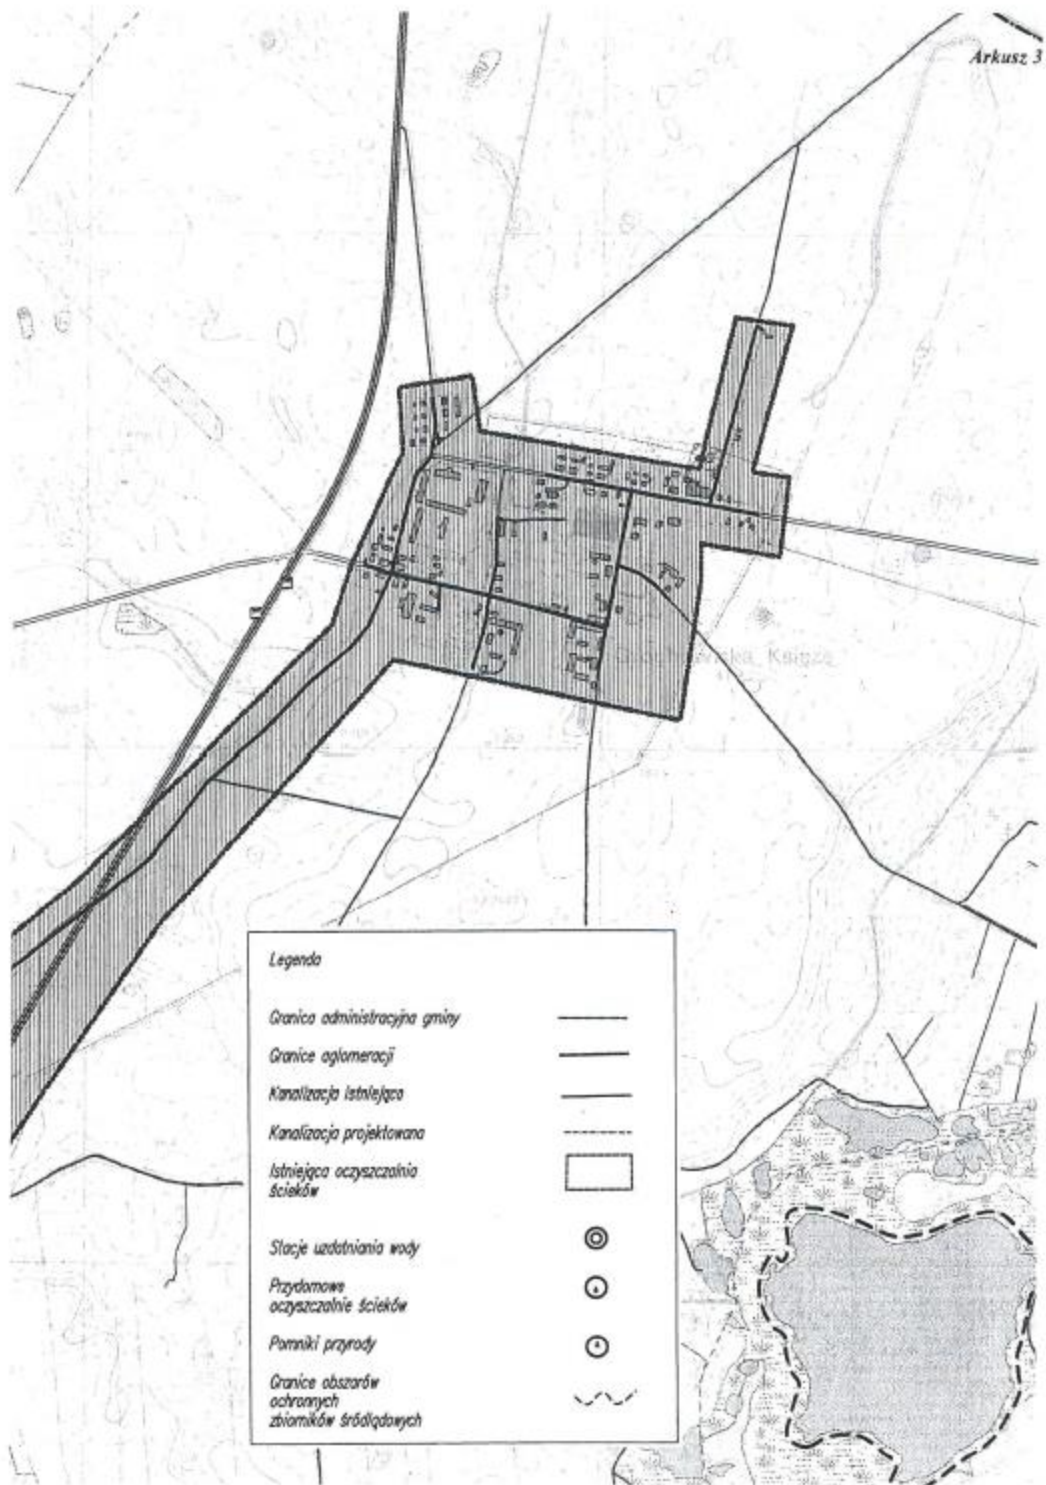 Arkusz 3
Książa
Legenda
Granica administracyjna gminy
Granice aglomeracji
Kanalizacja istniejąca
Kanalizacja projektowana
Istniejąca oczyszczalnia
ścieków
Stacje uzdatniania wody
Przydomowe
oczyszczalnie ścieków
Pomniki przyrody
Granice obszarów
ochronnych
zbiorników śródlądowych